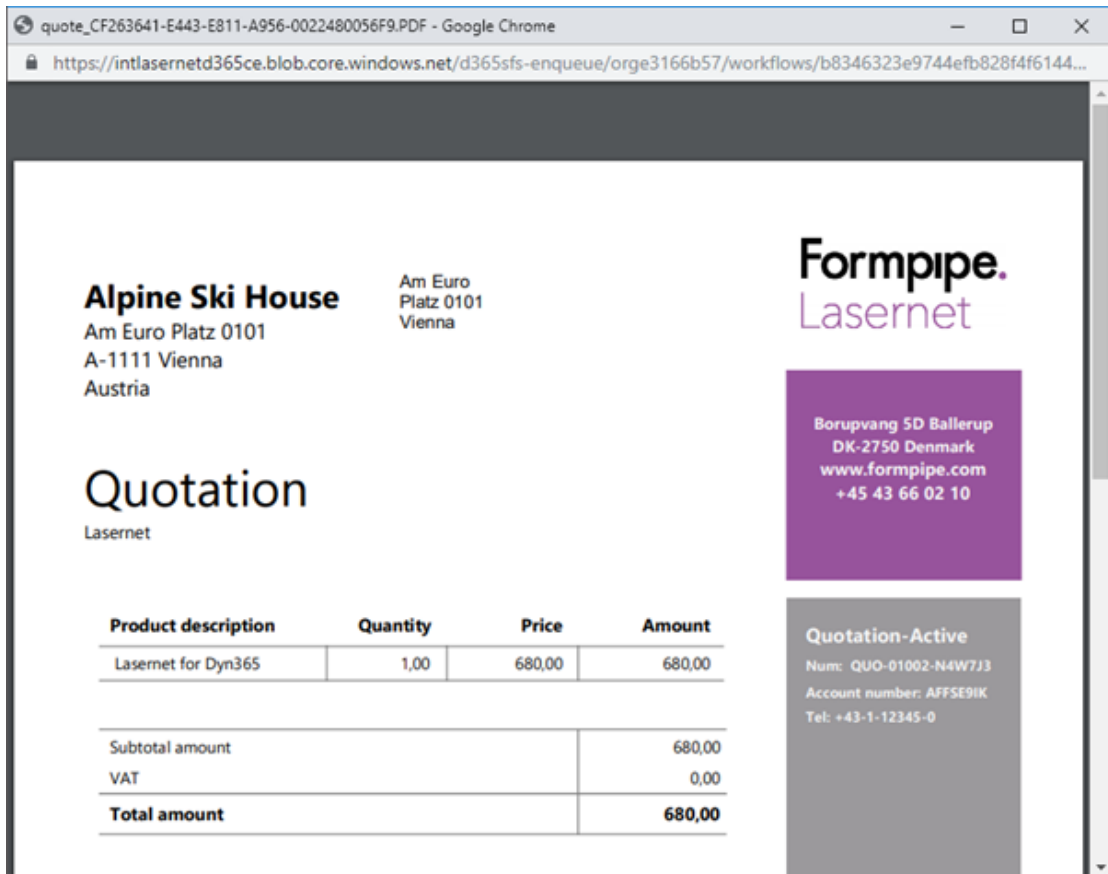 quote_CF263641-E443-E811-A956-0022480056F9.PDF - Google Chrome
https://intlasernetd365ce.blob.core.windows.net/d365sfs-enqueue/orge3166b57/workflows/b8346323e9744efb828f4f6144...
Formpipe.
Lasernet
Alpine Ski House
Am Euro Platz 0101
A-1111 Vienna
Austria
Am Euro
Platz 0101
Vienna
Borupvang 5D Ballerup
DK-2750 Denmark
www.formpipe.com
+45 43 66 02 10
Quotation
Lasernet
Product description Quantity Price Amount
Lasernet for Dyn365 1,00 680,00 680,00
Subtotal amount 680,00
VAT 0,00
Total amount 680,00
Quotation-Active
Num: QUO-01002-N4W7J3
Account number: AFFSE9IK
Tel: +43-1-12345-0